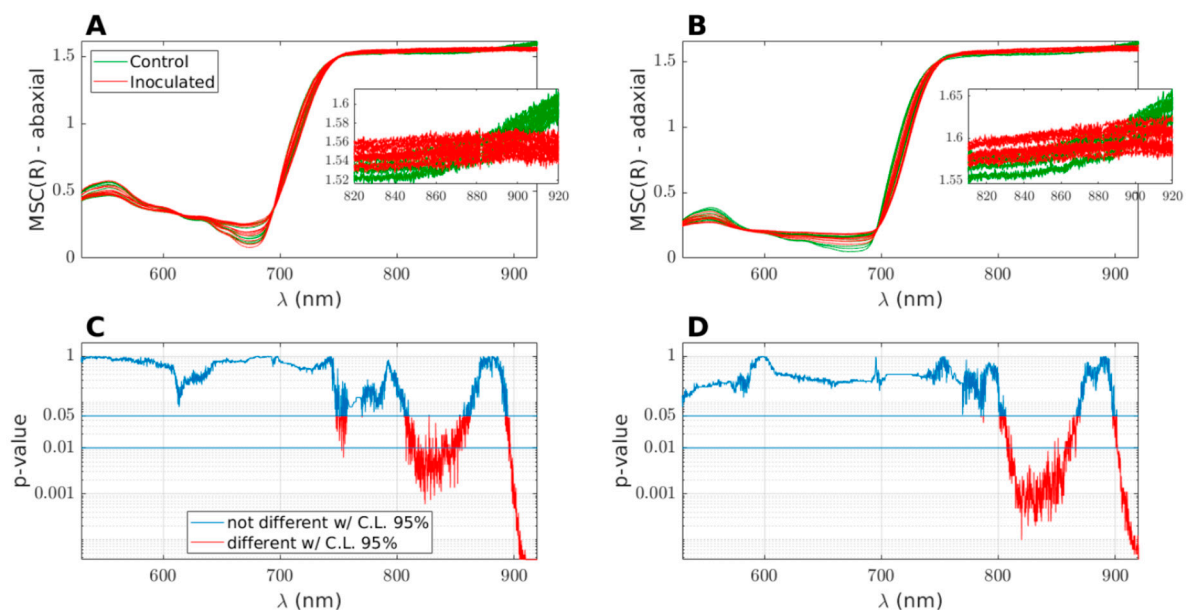 A
MSC(R) - abaxial
1.5
1
0.5
0
Control
Inoculated
1.6
1.58
1.56
1.54
1.52
820 840 860 880 900 920
600 700 800 900
λ (nm)
B
MSC(R) - adaxial
1.5
1
0.5
0
1.65
1.6
1.55
820 840 860 880 900 920
600 700 800 900
λ (nm)
C
p-value
1
0.05
0.01
0.001
not different w/ C.L. 95%
different w/ C.L. 95%
600 700 800 900
λ (nm)
D
p-value
1
0.05
0.01
0.001
600 700 800 900
λ (nm)